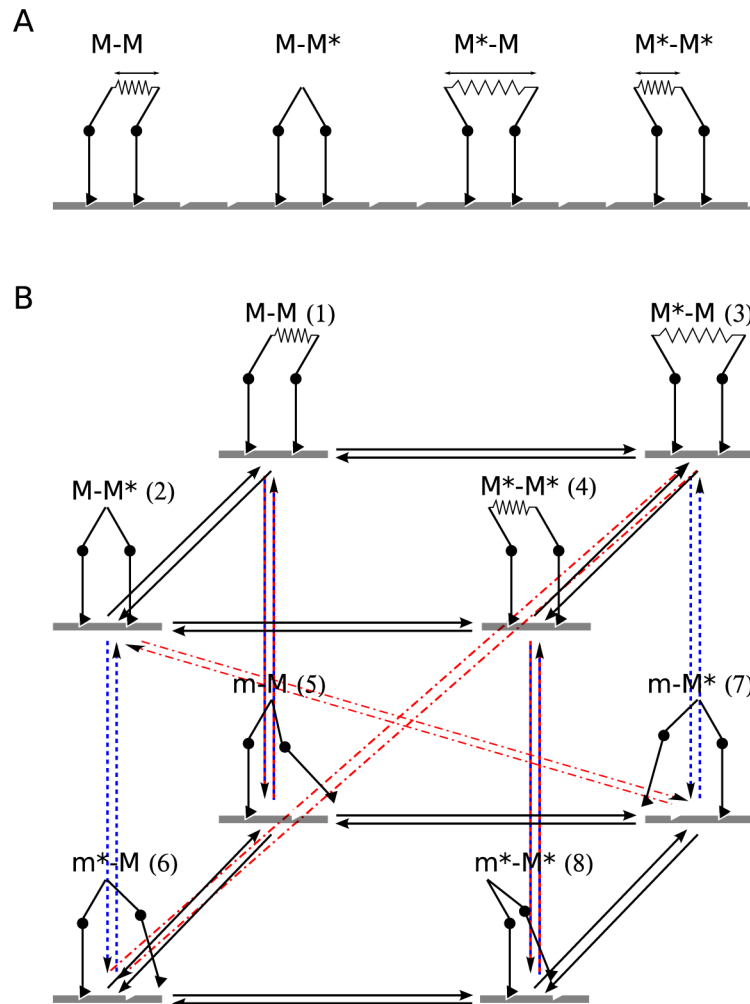 A
M-M M-M* M*-M M*-M*
B
M-M (1) M*-M (3)
M-M* (2) M*-M* (4)
m-M (5) m-M* (7)
m*-M (6) m*-M* (8)